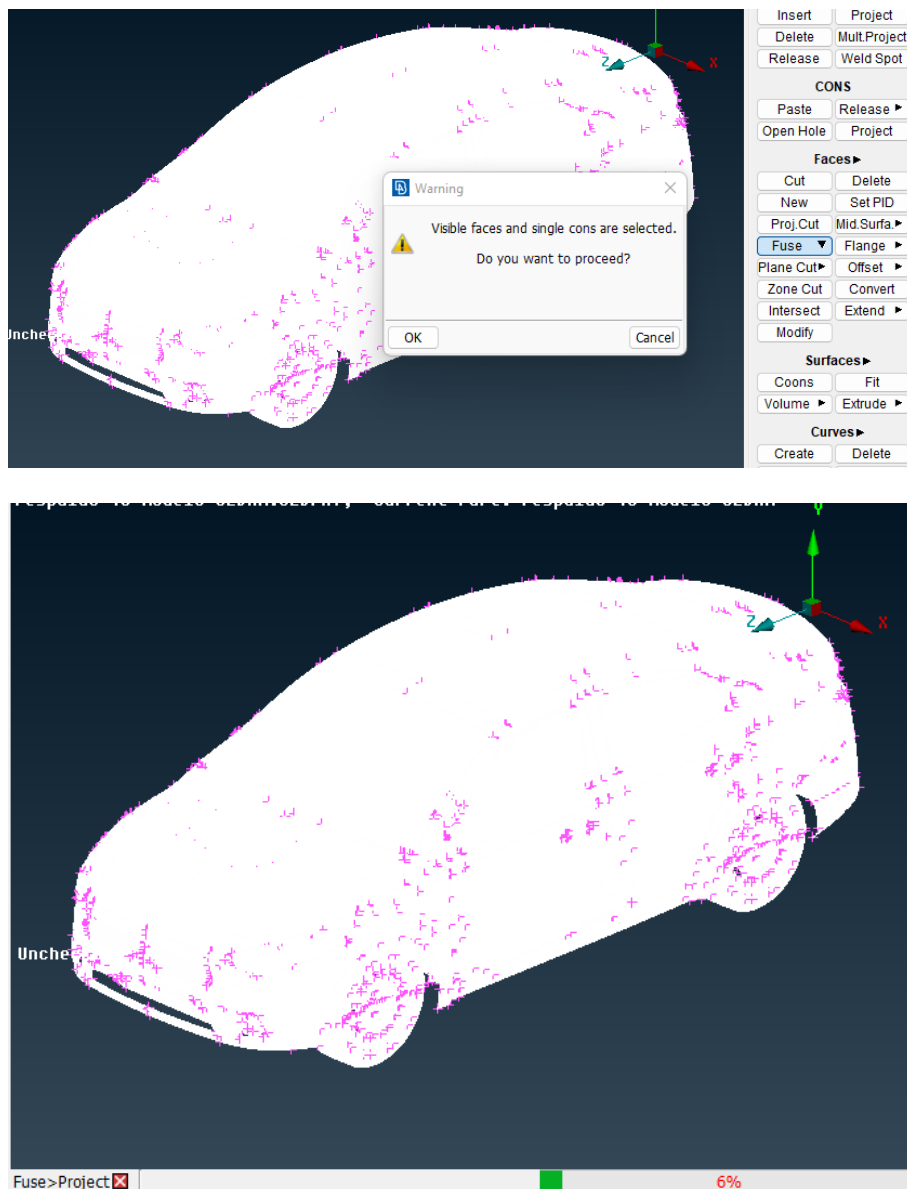 Insert Project
Delete Mult.Project
Release Weld Spot
CONS
Paste Release
Open Hole Project
Faces
Cut Delete
New Set PID
Proj.Cut Mid.Surfa.
Fuse Flange
Plane Cut Offset
Zone Cut Convert
Intersect Extend
Modify
Surfaces
Coons Fit
Volume Extrude
Curves
Create Delete
Z X
Warning
Visible faces and single cons are selected.
Do you want to proceed?
OK Cancel
Unche
Z X
Unche
Fuse>Project 6%